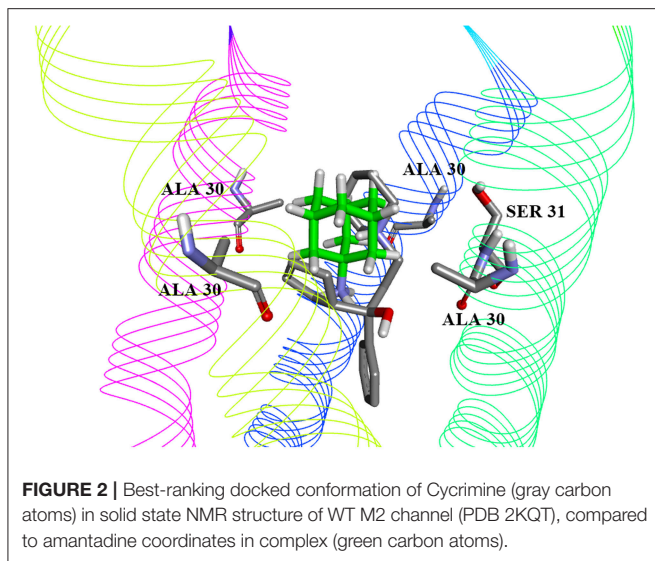 ALA 30
ALA 30
SER 31
ALA 30
ALA 30
FIGURE 2 | Best-ranking docked conformation of Cycrimine (gray carbon
atoms) in solid state NMR structure of WT M2 channel (PDB 2KQT), compared
to amantadine coordinates in complex (green carbon atoms).